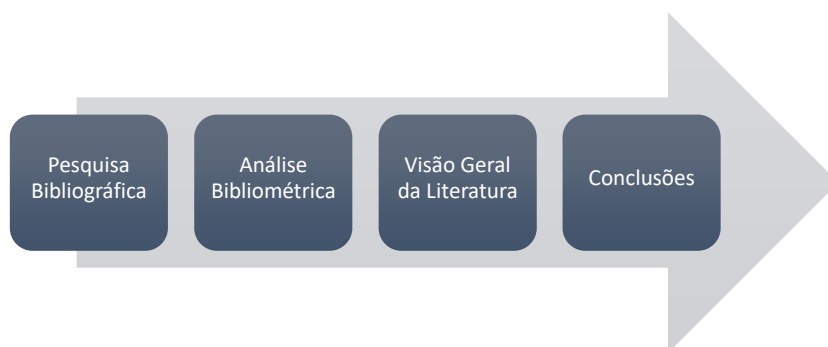 Pesquisa
Bibliográfica
Análise
Bibliométrica
Visão Geral
da Literatura
Conclusões